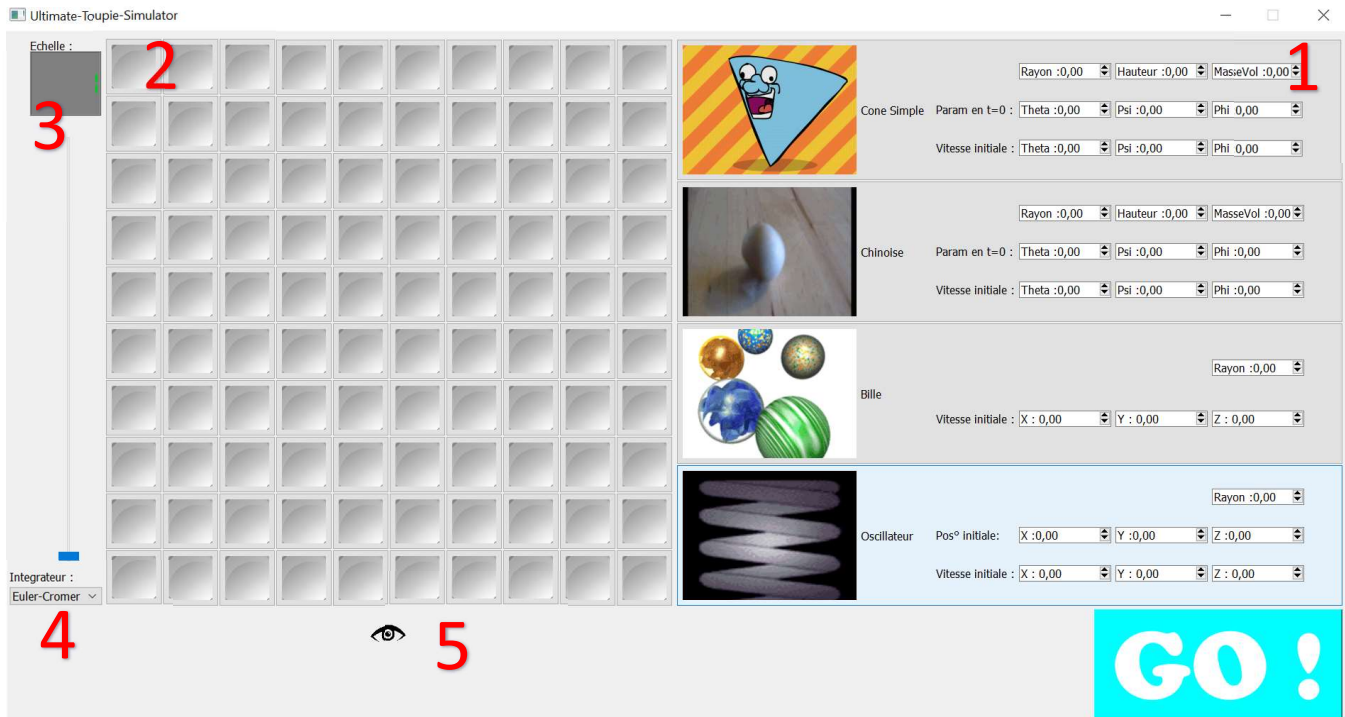 Ultimate-Toupie-Simulator
Echelle :
2
3
1
Rayon :0,00 Hauteur :0,00 MasseVol :0,00
Cone Simple Param en t=0 : Theta :0,00 Psi :0,00 Phi 0,00
Vitesse initiale : Theta :0,00 Psi :0,00 Phi 0,00
Rayon :0,00 Hauteur :0,00 MasseVol :0,00
Chinoise Param en t=0 : Theta :0,00 Psi :0,00 Phi :0,00
Vitesse initiale : Theta :0,00 Psi :0,00 Phi :0,00
Rayon :0,00
Bille
Vitesse initiale : X : 0,00 Y : 0,00 Z : 0,00
Rayon :0,00
Oscillateur Pos° initiale: X :0,00 Y :0,00 Z :0,00
Vitesse initiale : X : 0,00 Y : 0,00 Z : 0,00
Integrateur :
Euler-Cromer
4
5
GO !